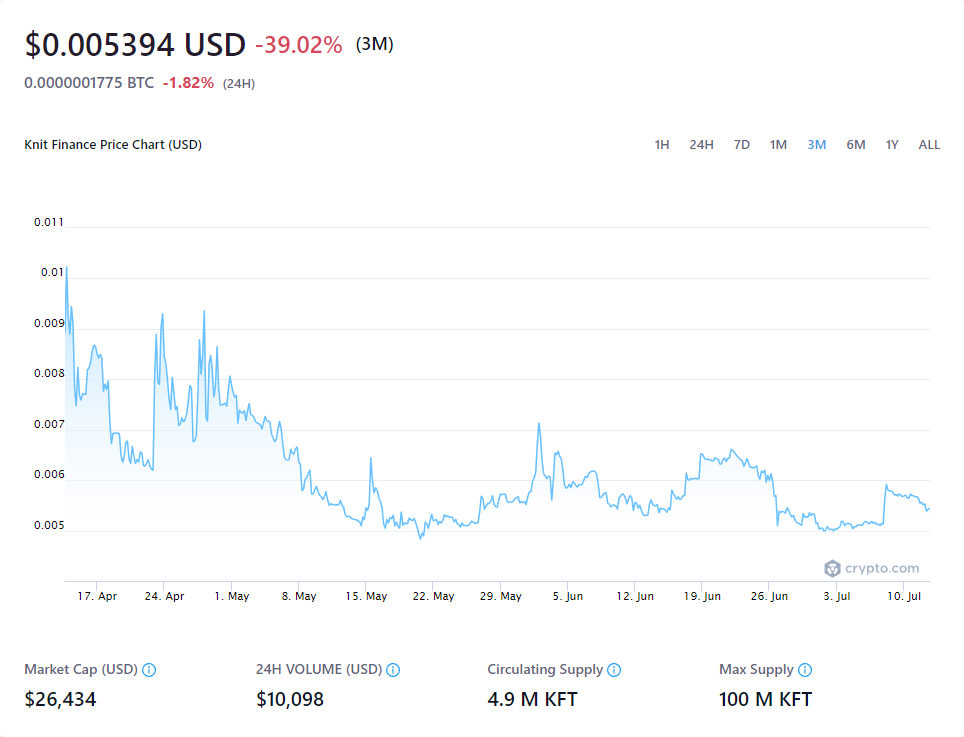 $0.005394 USD -39.02% (3M)
0.0000001775 BTC -1.82% (24H)
Knit Finance Price Chart (USD) 1H 24H 7D 1M 3M 6M 1Y ALL
0.011
0.01
0.009
0.008
0.007
0.006
0.005
crypto.com
17. Apr 24. Apr 1. May 8. May 15. May 22. May 29. May 5. Jun 12. Jun 19. Jun 26. Jun 3. Jul 10. Jul
Market Cap (USD) 24H VOLUME (USD) Circulating Supply Max Supply
$26,434 $10,098 4.9 M KFT 100 M KFT